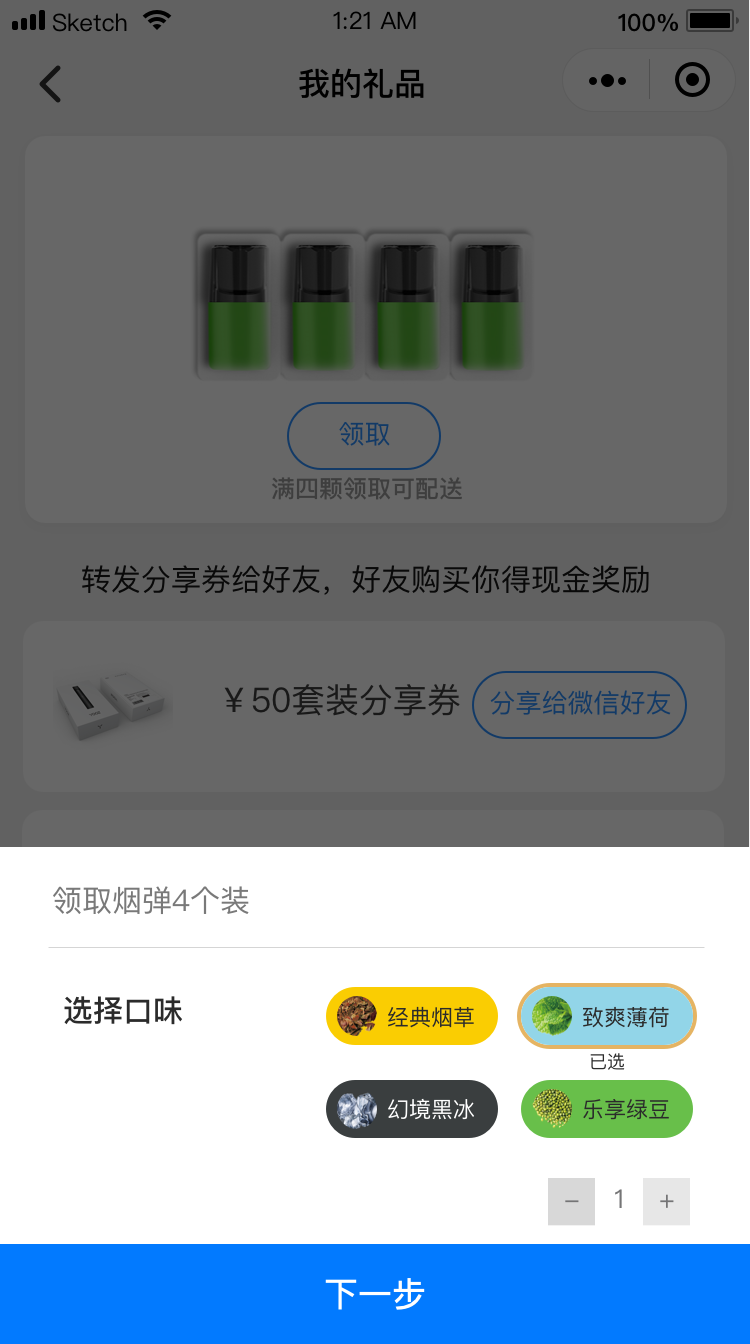 Sketch 1:21 AM 100%
我的礼品
领取
满四颗领取可配送
转发分享券给好友，好友购买你得现金奖励
￥50套装分享券 分享给微信好友
领取烟弹4个装
选择口味 经典烟草 致爽薄荷
已选
幻境黑冰 乐享绿豆
− 1 +
下一步